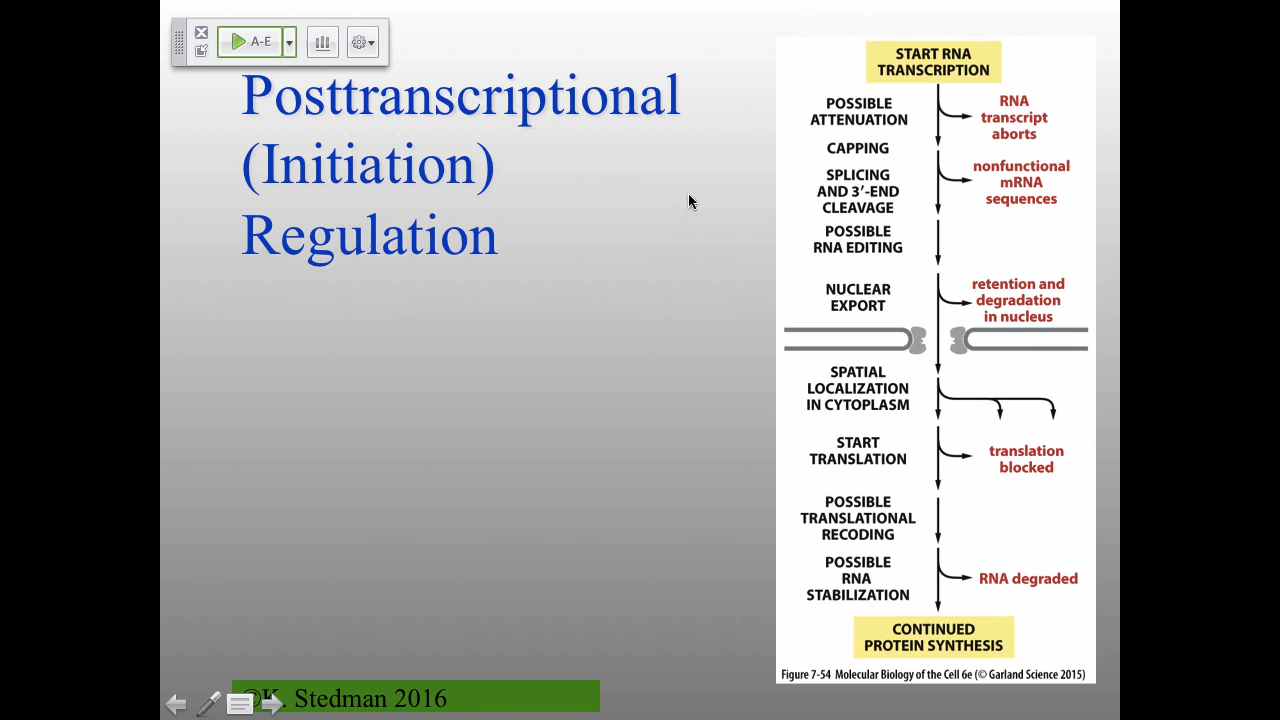 A-E
Posttranscriptional
(Initiation)
Regulation
START RNA
TRANSCRIPTION
POSSIBLE
ATTENUATION
RNA
transcript
aborts
CAPPING
SPLICING
AND 3′-END
CLEAVAGE
nonfunctional
mRNA
sequences
POSSIBLE
RNA EDITING
NUCLEAR
EXPORT
retention and
degradation
in nucleus
SPATIAL
LOCALIZATION
IN CYTOPLASM
START
TRANSLATION
translation
blocked
POSSIBLE
TRANSLATIONAL
RECODING
POSSIBLE
RNA
STABILIZATION
RNA degraded
CONTINUED
PROTEIN SYNTHESIS
Figure 7-54 Molecular Biology of the Cell 6e (© Garland Science 2015)
©K. Stedman 2016